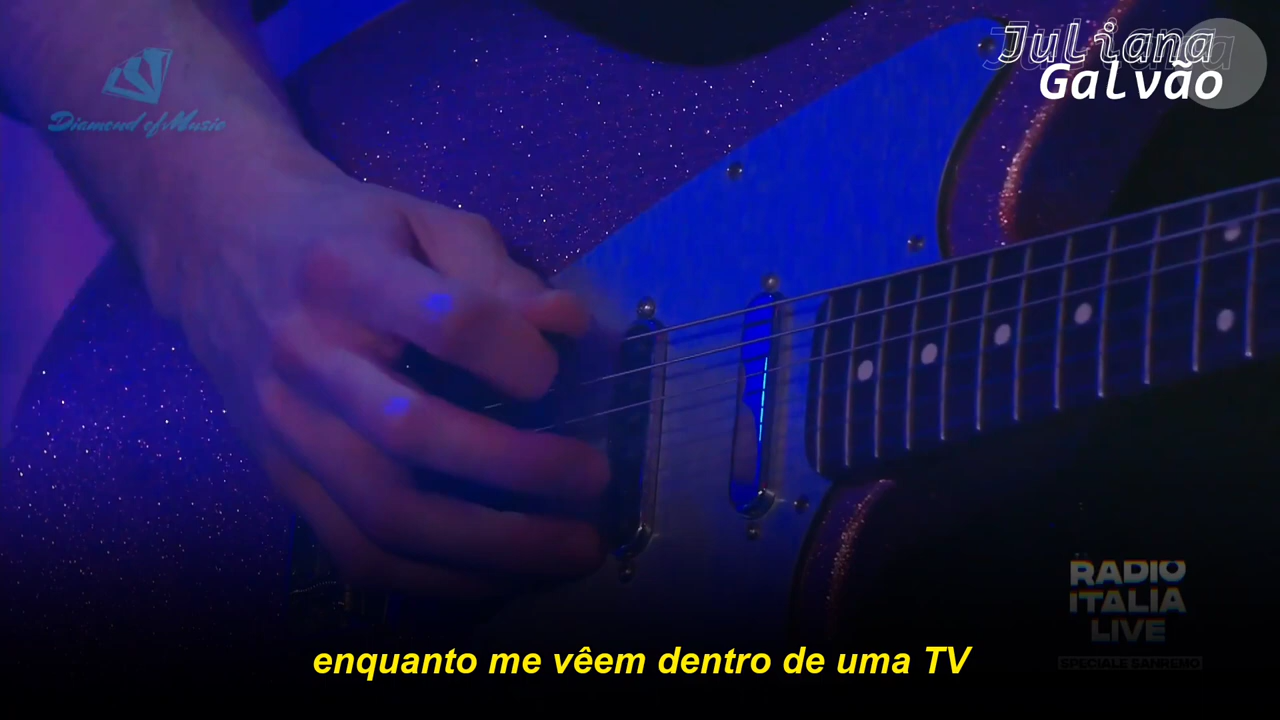 Juliana
Galvão
Diamond of Music
RADIO
ITALIA
LIVE
SPECIALE SANREMO
enquanto me vêem dentro de uma TV